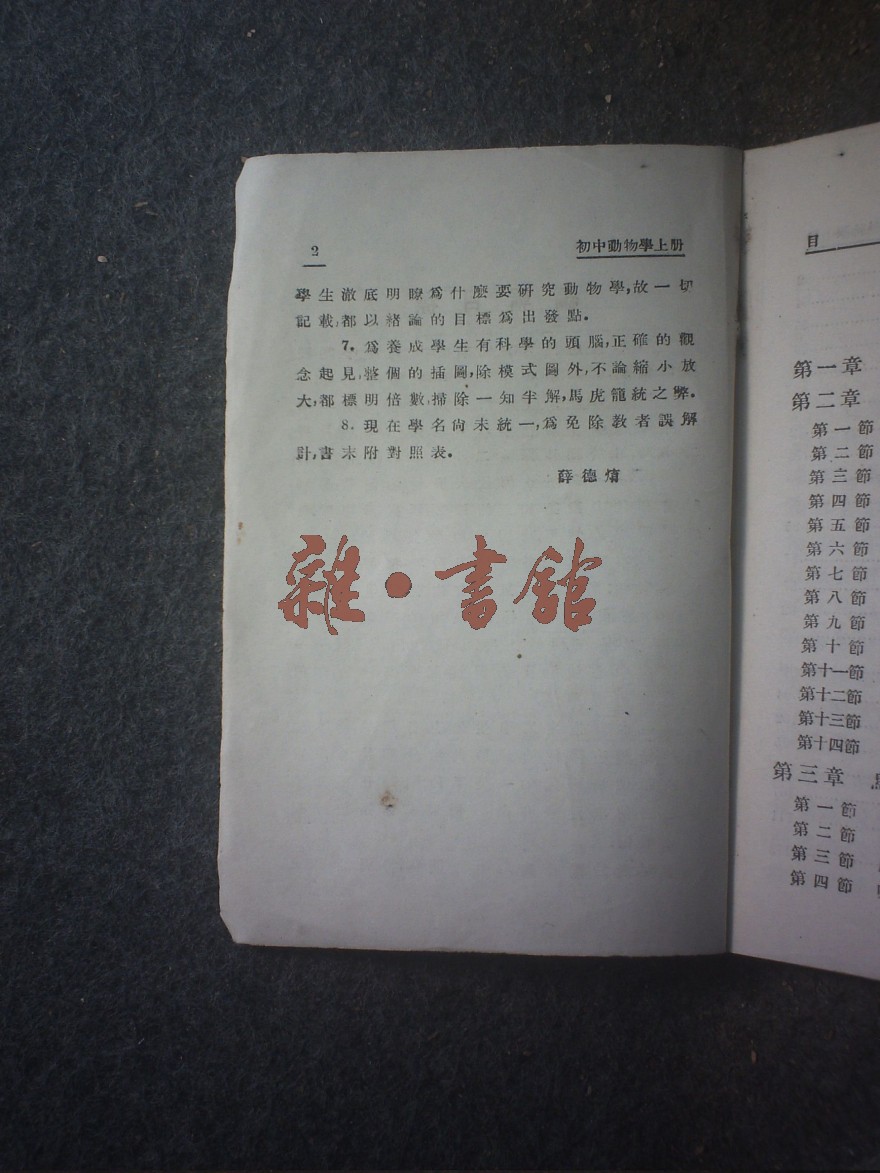 2
初中動物學上册
學生澈底明瞭爲什麽要研究動物學,故一切
記載,都以緒論的目標爲出發點。
7. 爲養成學生有科學的頭腦,正確的觀
念起見,整個的插圖,除模式圖外,不論縮小放
大,都標明倍數,掃除一知半解,馬虎籠統之弊。
8. 現在學名尙未統一,爲免除教者誤解
計,書末附對照表。
薛德焴
雜•書館
目
第一章
第二章
第一節
第二節
第三節
第四節
第五節
第六節
第七節
第八節
第九節
第十節
第十一節
第十二節
第十三節
第十四節
第三章
第一節
第二節
第三節
第四節